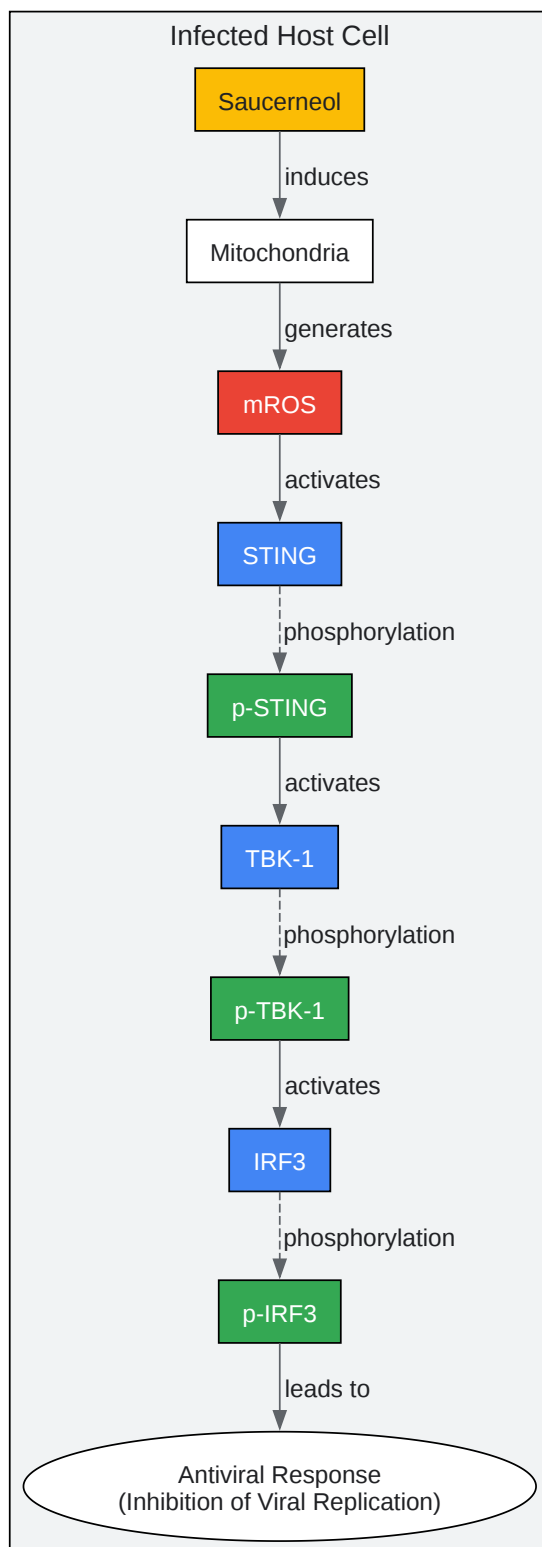 Infected Host Cell
Saucerneol
induces
Mitochondria
generates
mROS
activates
STING
phosphorylation
p-STING
activates
TBK-1
phosphorylation
p-TBK-1
activates
IRF3
phosphorylation
p-IRF3
leads to
Antiviral Response
(Inhibition of Viral Replication)